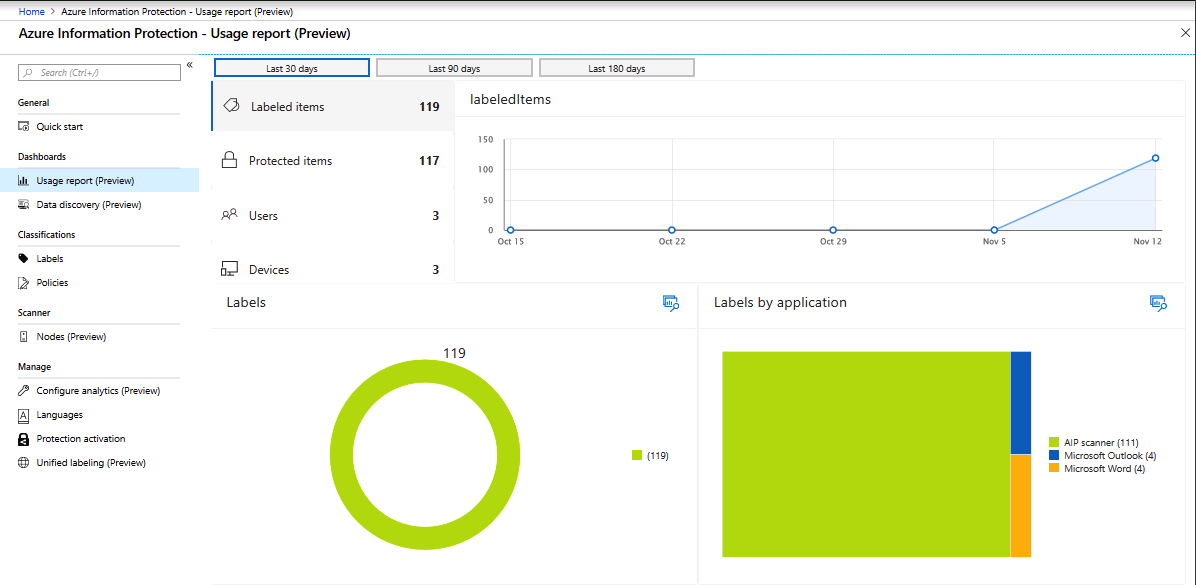 Home > Azure Information Protection - Usage report (Preview)
Azure Information Protection - Usage report (Preview)
Search (Ctrl+/)
General
Quick start
Dashboards
Usage report (Preview)
Data discovery (Preview)
Classifications
Labels
Policies
Scanner
Nodes (Preview)
Manage
Configure analytics (Preview)
Languages
Protection activation
Unified labeling (Preview)
Last 30 days
Last 90 days
Last 180 days
Labeled items 119
Protected items 117
Users 3
Devices 3
labeledItems
150
100
50
0
Oct 15 Oct 22 Oct 29 Nov 5 Nov 12
Labels
119
(119)
Labels by application
AIP scanner (111)
Microsoft Outlook (4)
Microsoft Word (4)